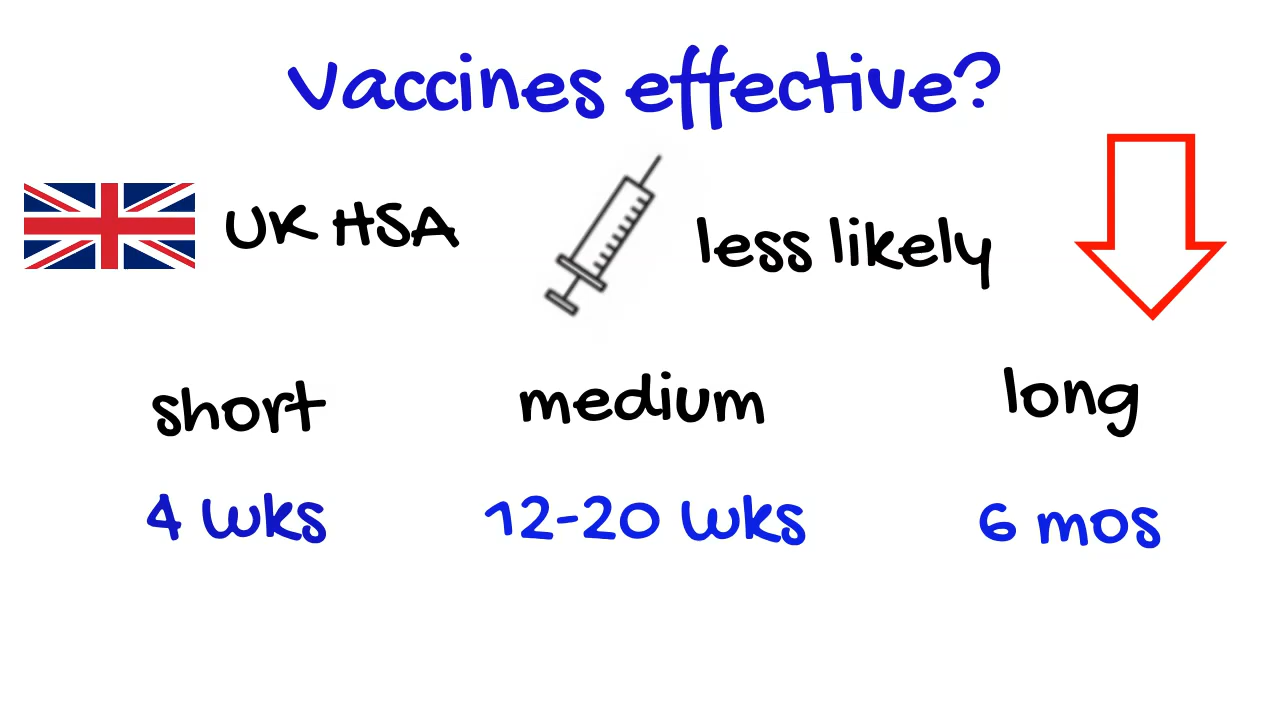 Vaccines effective?
UK HSA
less likely
short medium long
4 wks 12-20 wks 6 mos